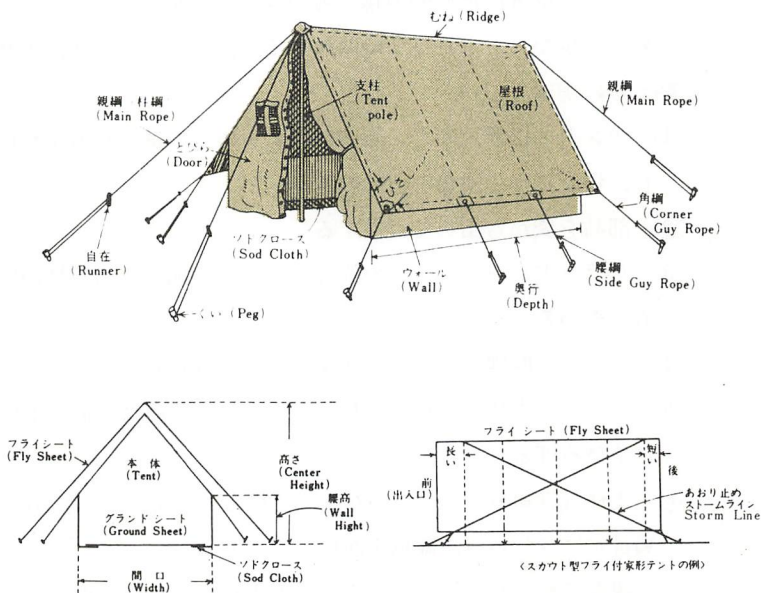 むね (Ridge)
支柱
(Tent
pole)
屋根
(Roof)
親綱
(Main Rope)
親綱 柱綱
(Main Rope)
とびら
(Door)
ひさし
自在
(Runner)
ソドクロース
(Sod Cloth)
くい (Peg)
ウォール
(Wall)
奥行
(Depth)
角綱
(Corner
Guy Rope)
腰綱
(Side Guy Rope)
フライシート
(Fly Sheet)
本体
(Tent)
高さ
(Center
Height)
腰高
(Wall
Hight)
グランドシート
(Ground Sheet)
ソドクロース
(Sod Cloth)
間口
(Width)
フライシート (Fly Sheet)
長い
短い
前
(出入口)
後
あおり止め
ストームライン
Storm Line
〈スカウト型フライ付家形テントの例〉